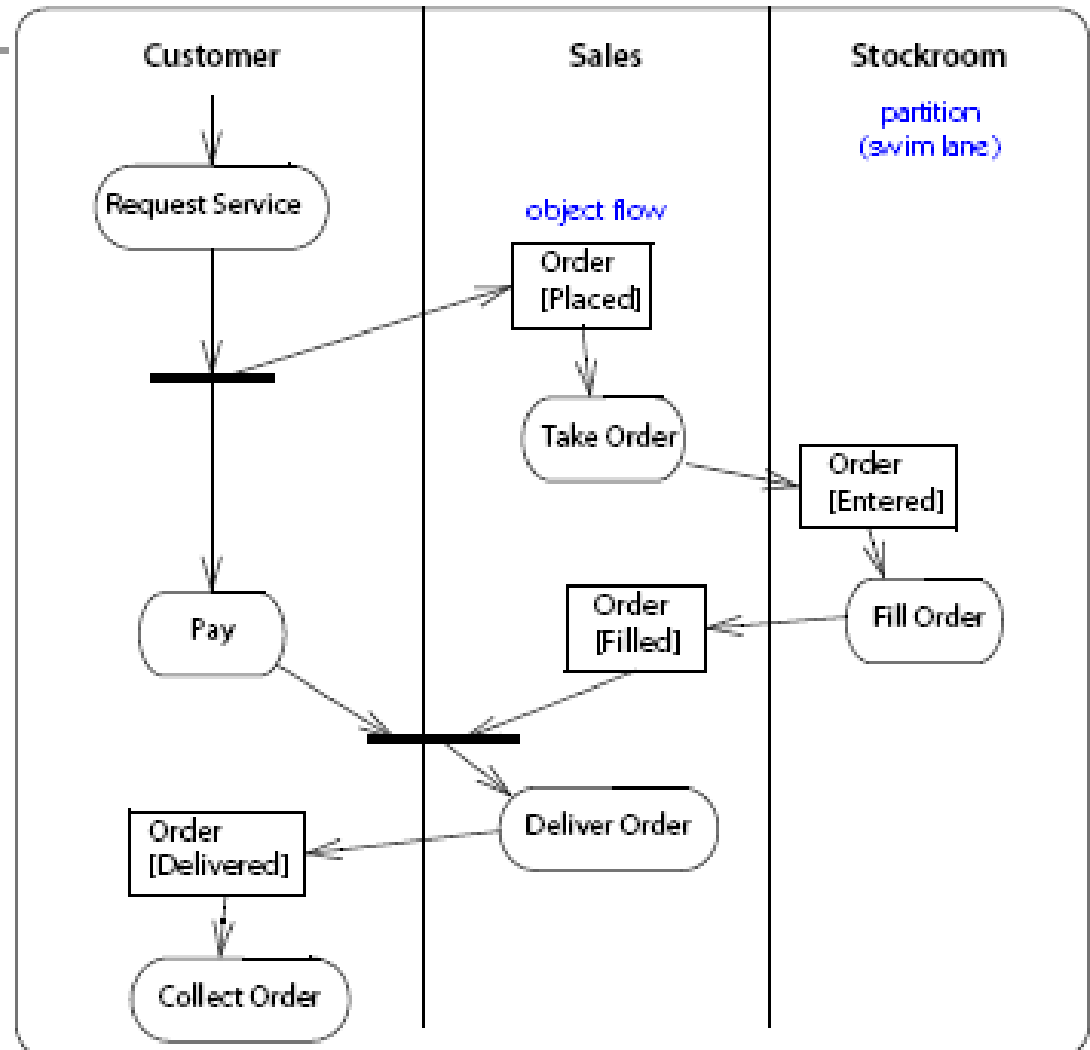 Customer
Sales
Stockroom
partition
(swim lane)
Request Service
object flow
Order
[Placed]
Take Order
Order
[Entered]
Pay
Order
[Filled]
Fill Order
Deliver Order
Order
[Delivered]
Collect Order